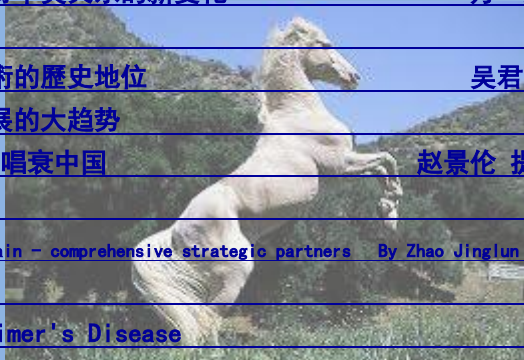 術的歷史地位 吴君
展的大趋势
唱衰中国 赵景伦
ain - comprehensive strategic partners By Zhao Jinglun
imer's Disease